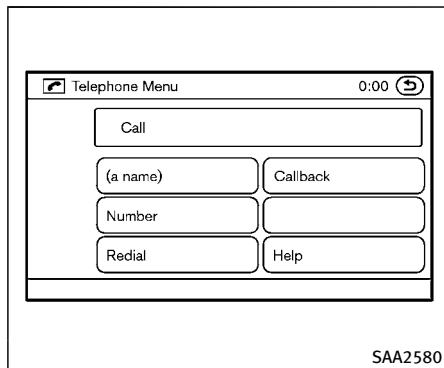 Telephone Menu 0:00
Call
(a name) Callback
Number
Redial Help
SAA2580